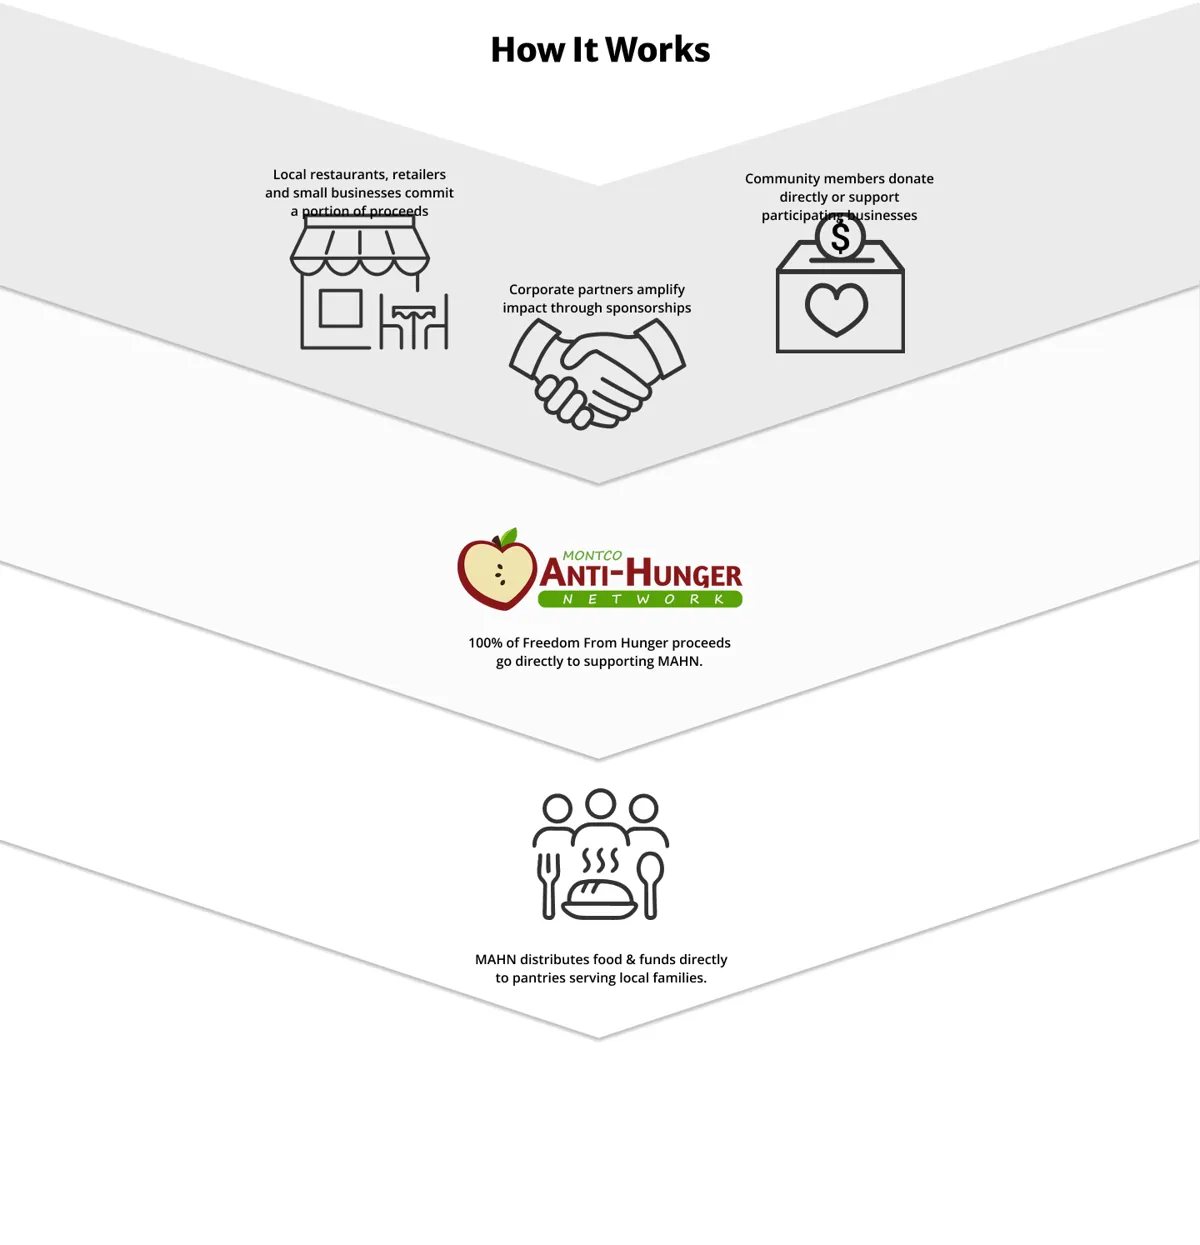 How It Works
Local restaurants, retailers
and small businesses commit
a portion of proceeds
Community members donate
directly or support
participating businesses
Corporate partners amplify
impact through sponsorships
$
MONTCO
ANTI-HUNGER
NETWORK
100% of Freedom From Hunger proceeds
go directly to supporting MAHN.
MAHN distributes food & funds directly
to pantries serving local families.